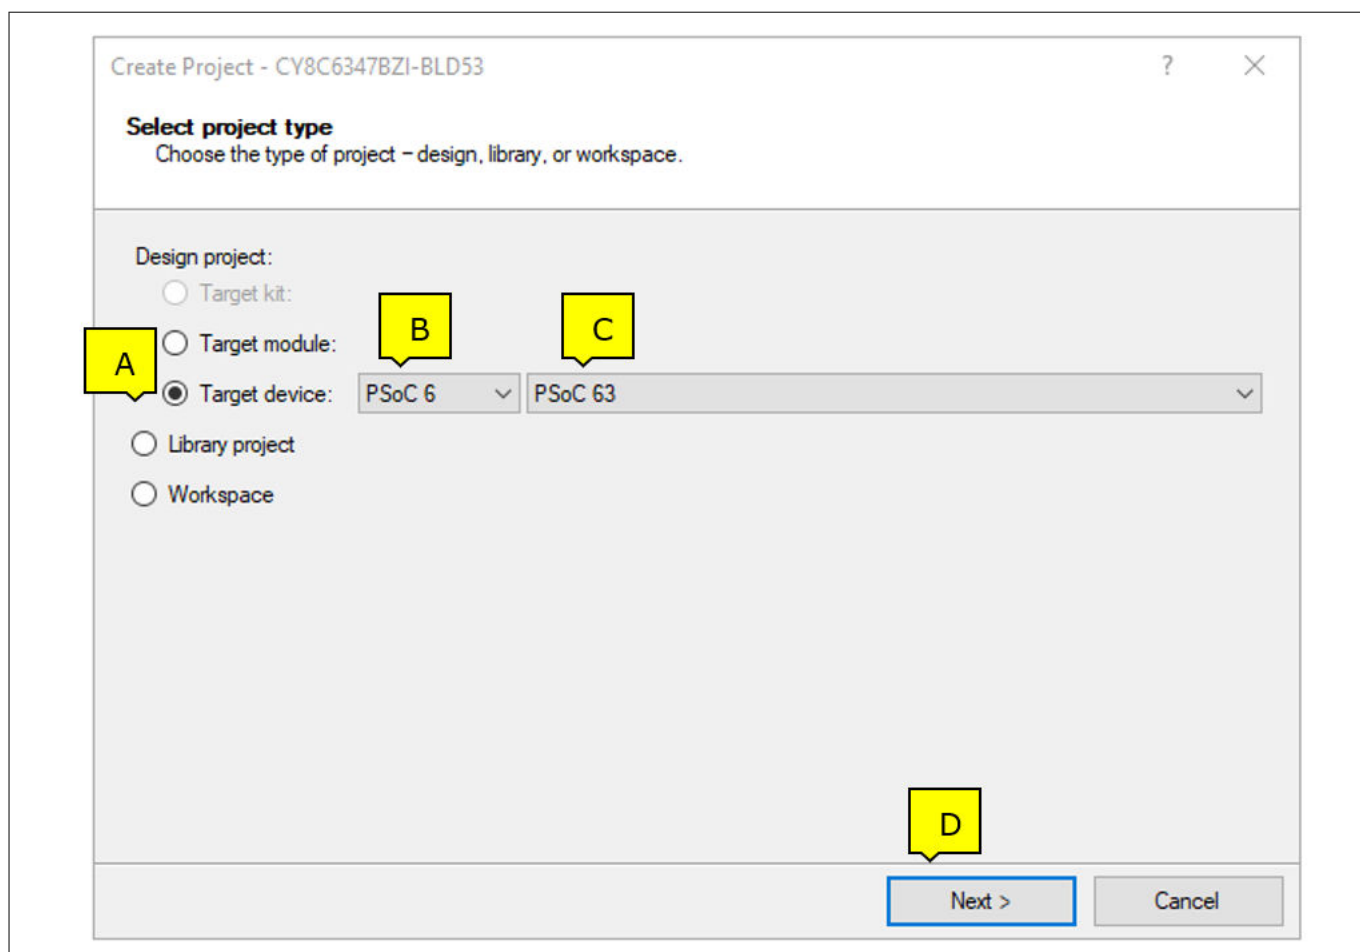 Create Project - CY8C6347BZI-BLD53 ?
Select project type
Choose the type of project – design, library, or workspace.
Design project:
Target kit:
Target module:
A
B
C
Target device: PSoC 6 PSoC 63
Library project
Workspace
D
Next > Cancel